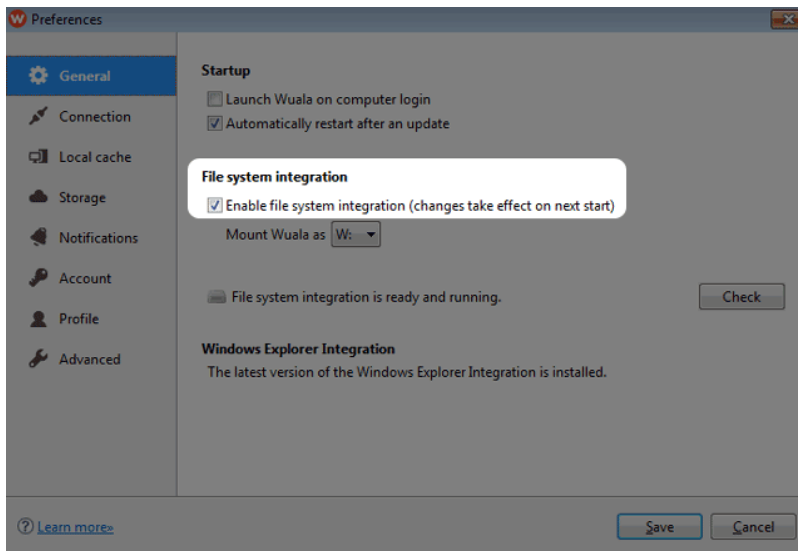 Preferences
General
Connection
Local cache
Storage
Notifications
Account
Profile
Advanced
Startup
Launch Wuala on computer login
Automatically restart after an update
File system integration
Enable file system integration (changes take effect on next start)
Mount Wuala as W:
File system integration is ready and running. Check
Windows Explorer Integration
The latest version of the Windows Explorer Integration is installed.
Learn more» Save Cancel